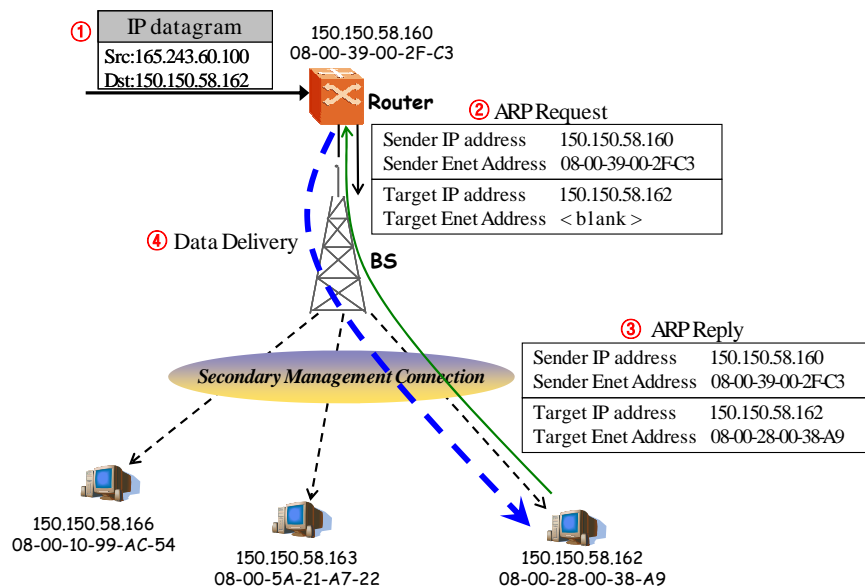 ① IP datagram
Src:165.243.60.100
Dst:150.150.58.162
150.150.58.160
08-00-39-00-2F-C3
Router
② ARP Request
Sender IP address 150.150.58.160
Sender Enet Address 08-00-39-00-2F-C3
Target IP address 150.150.58.162
Target Enet Address < blank >
④ Data Delivery
BS
③ ARP Reply
Sender IP address 150.150.58.160
Sender Enet Address 08-00-39-00-2F-C3
Target IP address 150.150.58.162
Target Enet Address 08-00-28-00-38-A9
Secondary Management Connection
150.150.58.166
08-00-10-99-AC-54
150.150.58.163
08-00-5A-21-A7-22
150.150.58.162
08-00-28-00-38-A9